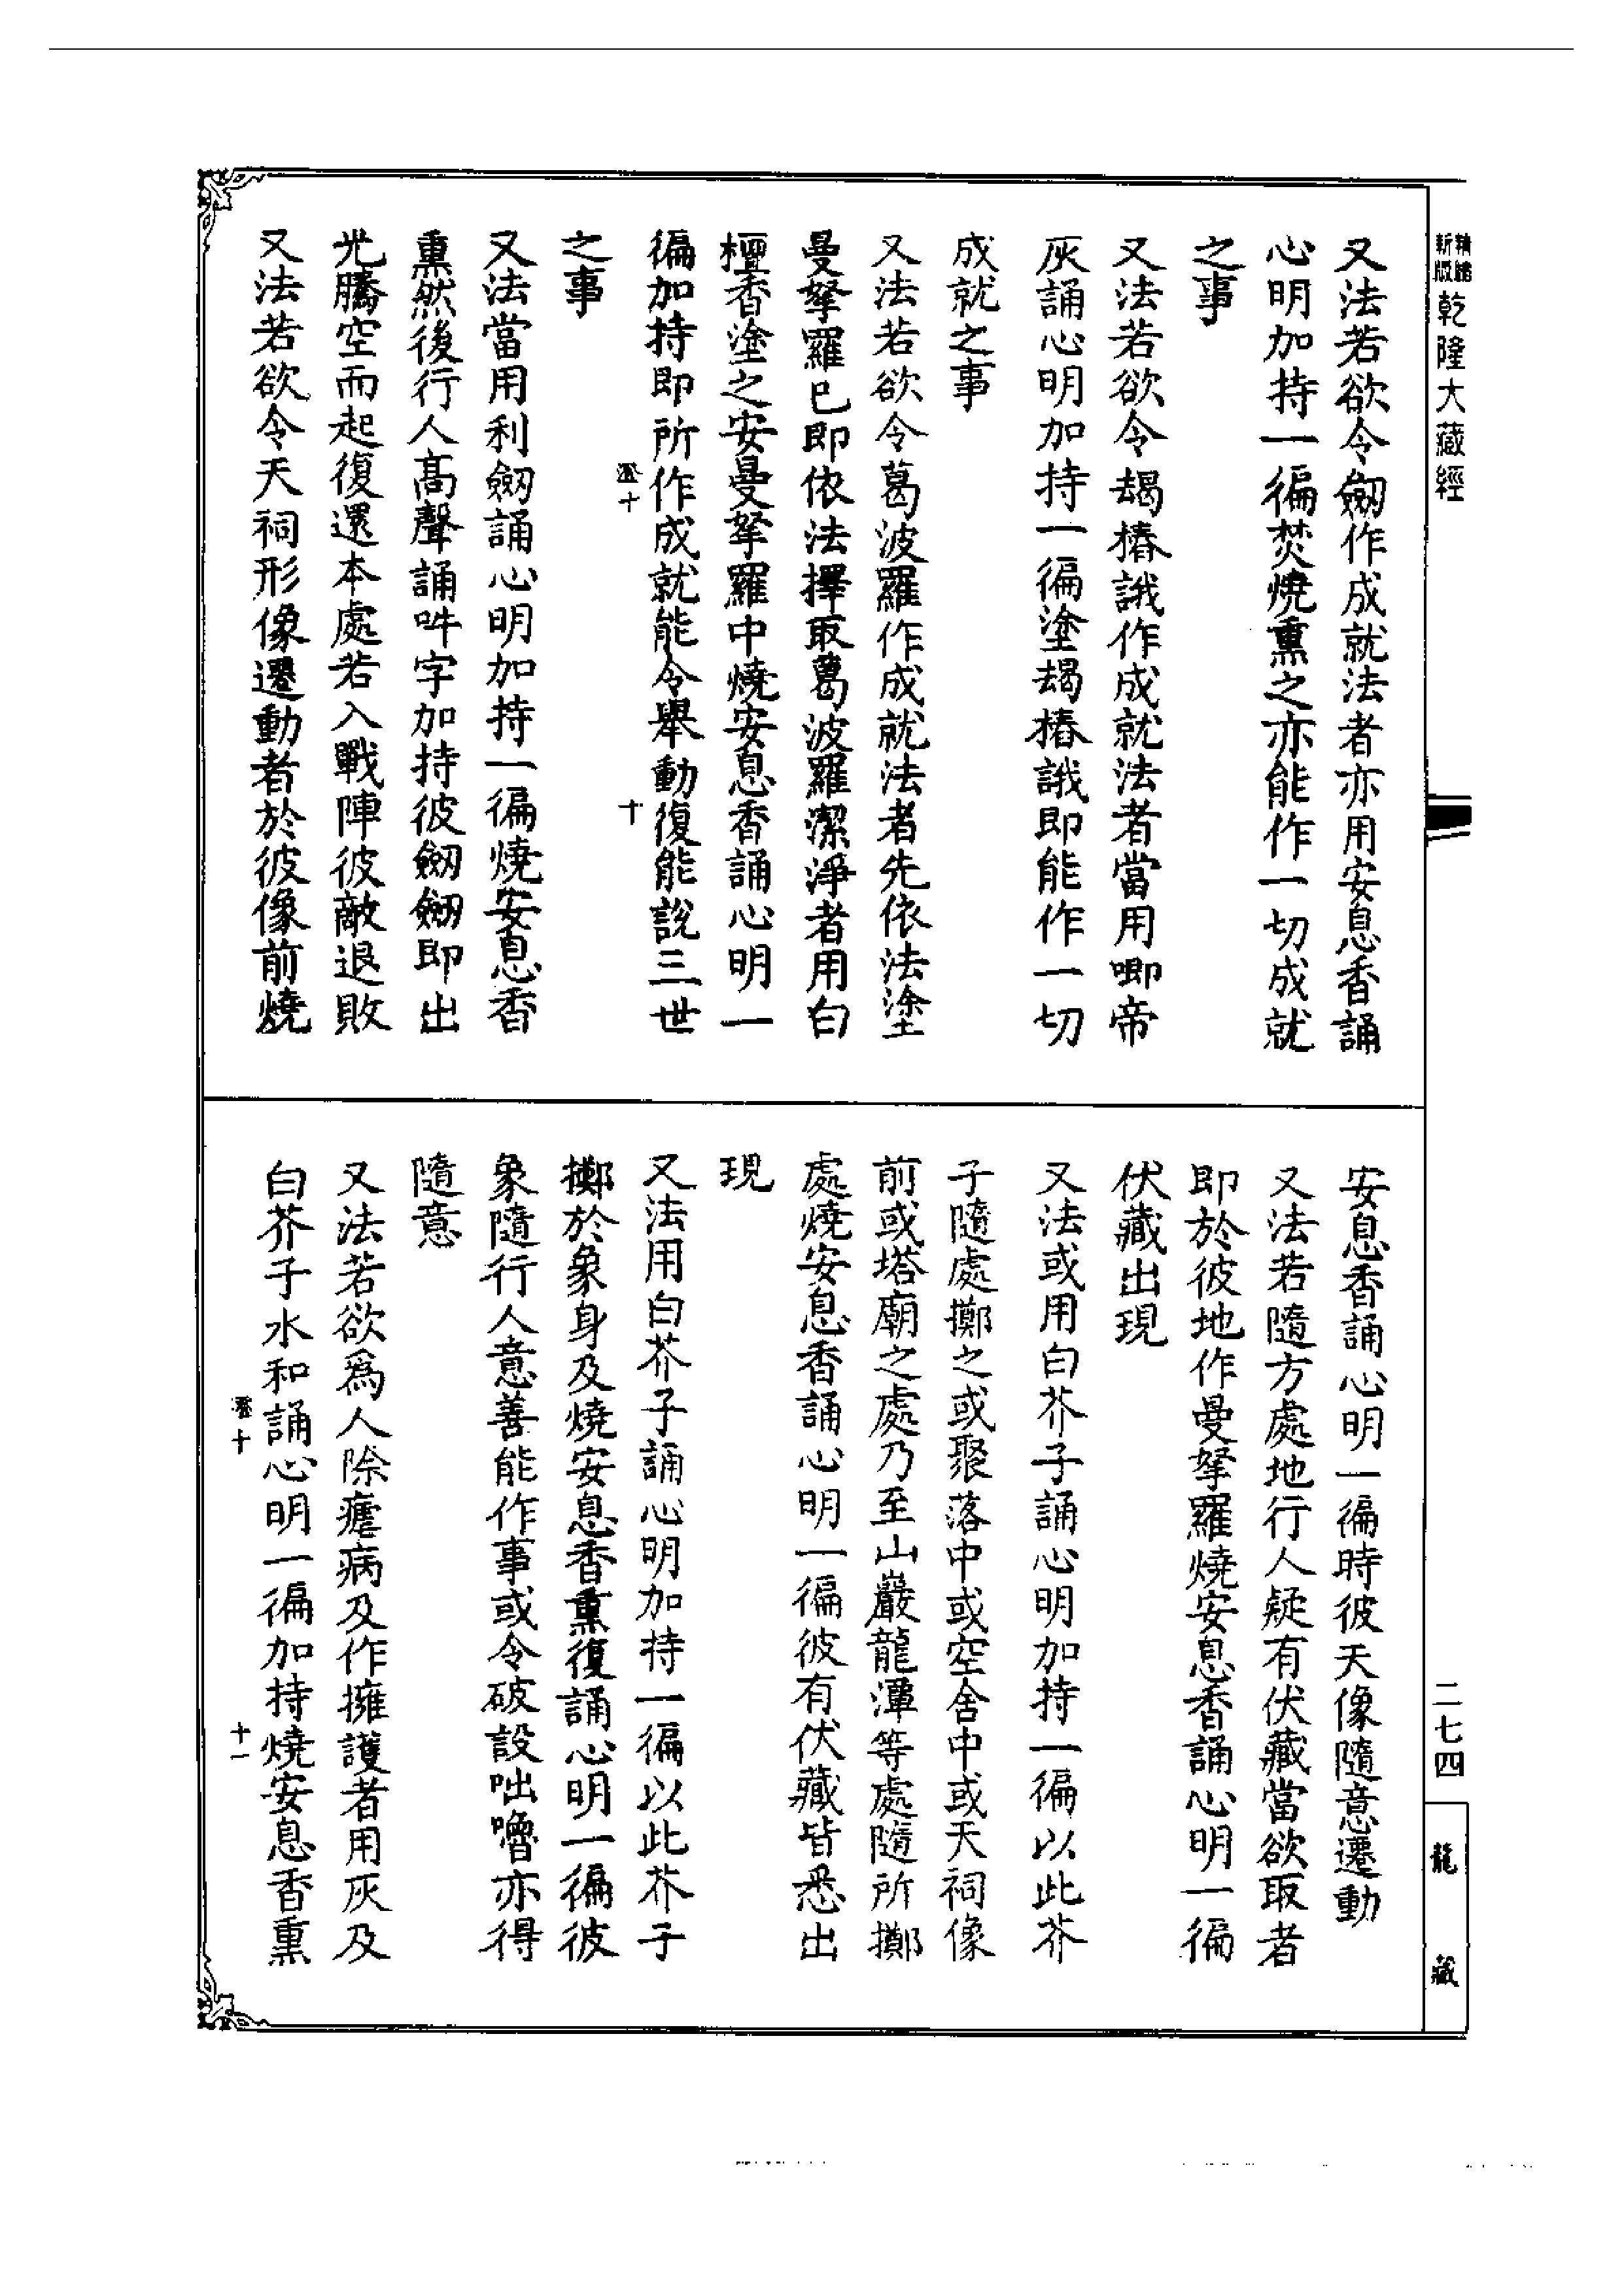 新版
精縮
乾隆大藏經
又法若欲令劒作成就法者亦用安息香誦
心明加持一徧焚燒熏之亦能作一切成就
之事
又法若欲令朅樁誐作成就法者當用唧帝
灰誦心明加持一徧塗朅樁誐即能作一切
成就之事
又法若欲令葛波羅作成就法者先依法塗
曼拏羅已即依法擇取葛波羅潔淨者用白
檀香塗之安曼拏羅中燒安息香誦心明一
徧加持即所作成就能令舉動復能說三世
十
十
之事
又法當用利劒誦心明加持一徧燒安息香
熏然後行人高聲誦吽字加持彼劒劒即出
光騰空而起復還本處若入戰陣彼敵退敗
又法若欲令天祠形像遷動者於彼像前燒
安息香誦心明一徧時彼天像隨意遷動
又法若隨方處地行人疑有伏藏當欲取者
即於彼地作曼拏羅燒安息香誦心明一徧
伏藏出現
又法或用白芥子誦心明加持一徧以此芥
子隨處擲之或聚落中或空舍中或天祠像
前或塔廟之處乃至山巖龍潭等處隨所擲
處燒安息香誦心明一徧彼有伏藏皆悉出
現
又法用白芥子誦心明加持一徧以此芥子
擲於象身及燒安息香熏復誦心明一徧彼
象隨行人意善能作事或令破設咄嚕亦得
隨意
又法若欲爲人除瘧病及作擁護者用灰及
白芥子水和誦心明一徧加持燒安息香熏
十
十一
二七四
龍藏